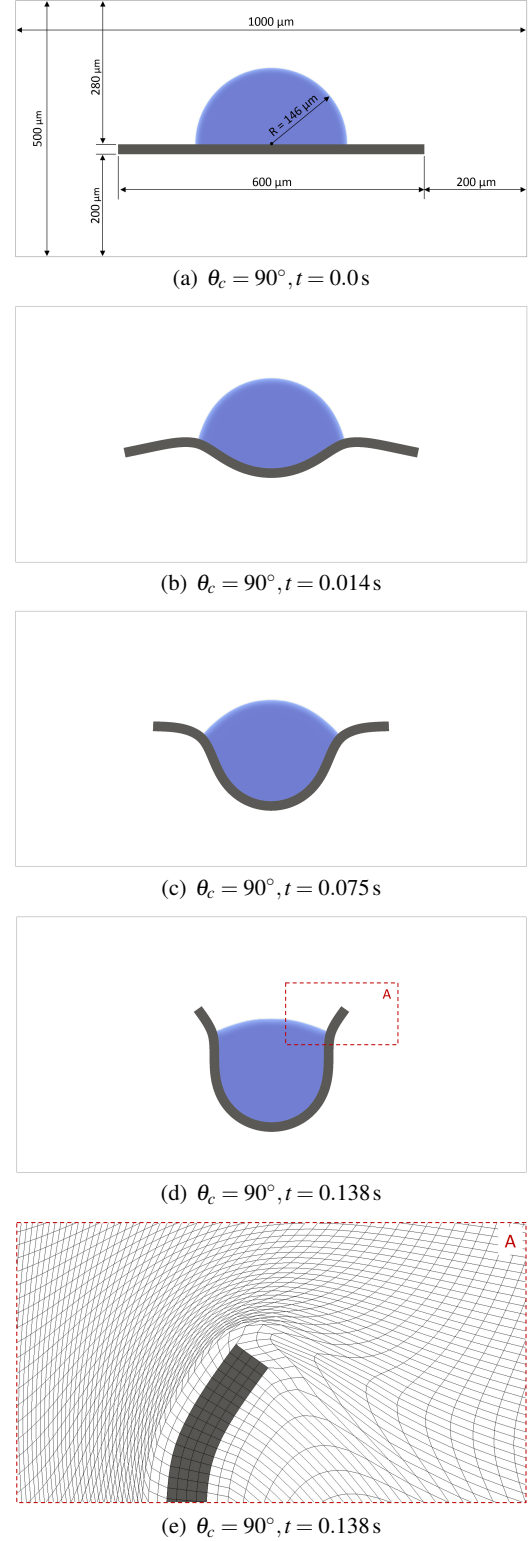 1000 μm
280 μm
500 μm
R = 146 μm
600 μm
200 μm
200 μm
(a) θc = 90°, t = 0.0 s
(b) θc = 90°, t = 0.014 s
(c) θc = 90°, t = 0.075 s
A
(d) θc = 90°, t = 0.138 s
A
(e) θc = 90°, t = 0.138 s